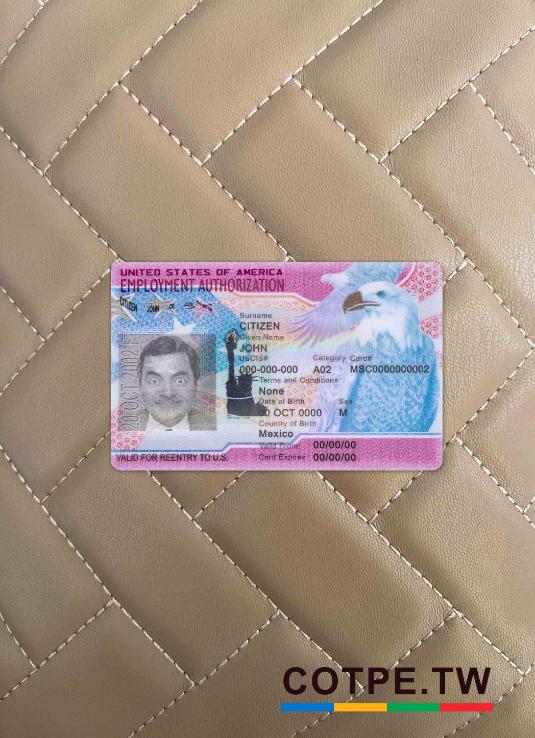 UNITED STATES OF AMERICA
EMPLOYMENT AUTHORIZATION
CITIZEN JOHN
Surname
CITIZEN
Given Name
JOHN
USCIS# Category Card#
000-000-000 A02 MSC0000000002
Terms and Conditions
None
Date of Birth Sex
00 OCT 0000 M
Country of Birth
Mexico
Valid From: 00/00/00
Card Expires: 00/00/00
VALID FOR REENTRY TO U.S.
COTPE.TW